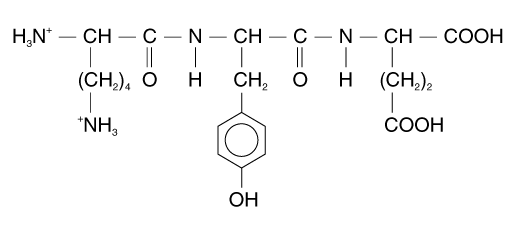 H₃N⁺ — CH — C — N — CH — C — N — CH — COOH
(CH₂)₄ O H CH₂ O H (CH₂)₂
⁺NH₃ COOH
OH